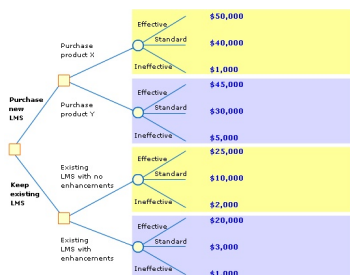 Effective
$50,000
Purchase
product X
Standard
$40,000
Ineffective
$1,000
Purchase
new
LMS
Effective
$45,000
Purchase
product Y
Standard
$30,000
Ineffective
$5,000
Effective
$25,000
Existing
LMS with no
enhancements
Standard
$10,000
Ineffective
$2,000
Keep
existing
LMS
Effective
$20,000
Existing
LMS with
enhancements
Standard
$3,000
Ineffective
$1,000